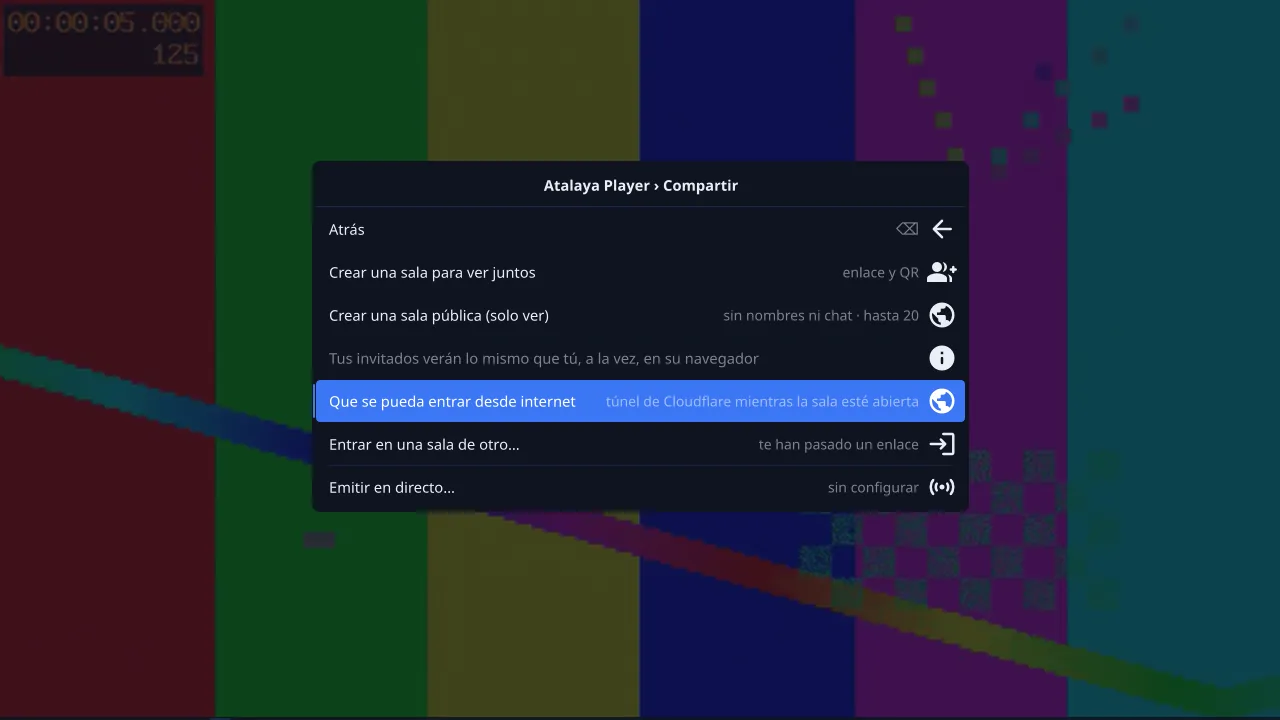 00:00:05.000
125
Atalaya Player › Compartir
Atrás ⌫
Crear una sala para ver juntos enlace y QR
Crear una sala pública (solo ver) sin nombres ni chat · hasta 20
Tus invitados verán lo mismo que tú, a la vez, en su navegador
Que se pueda entrar desde internet túnel de Cloudflare mientras la sala esté abierta
Entrar en una sala de otro... te han pasado un enlace
Emitir en directo... sin configurar